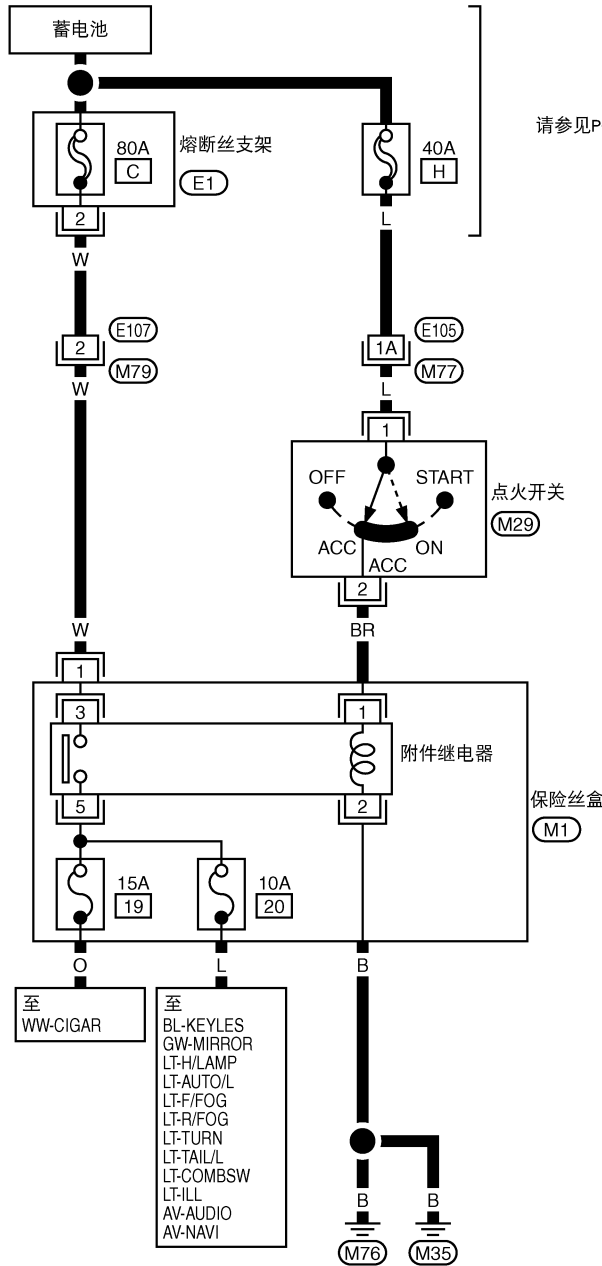 蓄电池
请参见P
熔断丝支架
80A
C
E1
40A
H
2
L
W
E107
2
M79
W
E105
1A
M77
L
1
OFF
START
点火开关
M29
ACC
ON
ACC
2
W
BR
1
3
1
附件继电器
5
2
保险丝盒
M1
15A
19
10A
20
O
L
B
至
WW-CIGAR
至
BL-KEYLES
GW-MIRROR
LT-H/LAMP
LT-AUTO/L
LT-F/FOG
LT-R/FOG
LT-TURN
LT-TAIL/L
LT-COMBSW
LT-ILL
AV-AUDIO
AV-NAVI
B
B
M76
M35